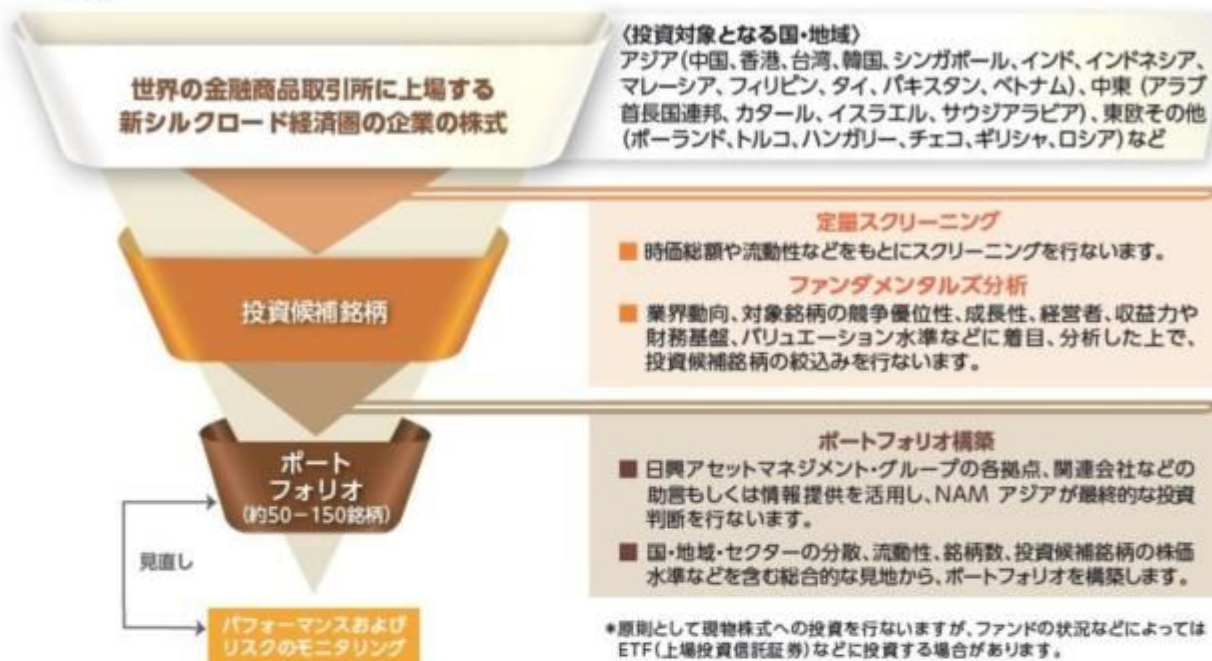 世界の金融商品取引所に上場する
新シルクロード経済圏の企業の株式
〈投資対象となる国・地域〉
アジア(中国、香港、台湾、韓国、シンガポール、インド、インドネシア、
マレーシア、フィリピン、タイ、パキスタン、ベトナム)、中東(アラブ
首長国連邦、カタール、イスラエル、サウジアラビア)、東欧その他
(ポーランド、トルコ、ハンガリー、チェコ、ギリシャ、ロシア)など
定量スクリーニング
■ 時価総額や流動性などをもとにスクリーニングを行ないます。
ファンダメンタルズ分析
■ 業界動向、対象銘柄の競争優位性、成長性、経営者、収益力や
財務基盤、バリュエーション水準などに着目、分析した上で、
投資候補銘柄の絞込みを行ないます。
投資候補銘柄
ポートフォリオ構築
■ 日興アセットマネジメント・グループの各拠点、関連会社などの
助言もしくは情報提供を活用し、NAM アジアが最終的な投資
判断を行ないます。
■ 国・地域・セクターの分散、流動性、銘柄数、投資候補銘柄の株価
水準などを含む総合的な見地から、ポートフォリオを構築します。
ポート
フォリオ
(約50-150銘柄)
見直し
パフォーマンスおよび
リスクのモニタリング
*原則として現物株式への投資を行ないますが、ファンドの状況などによっては
ETF(上場投資信託証券)などに投資する場合があります。